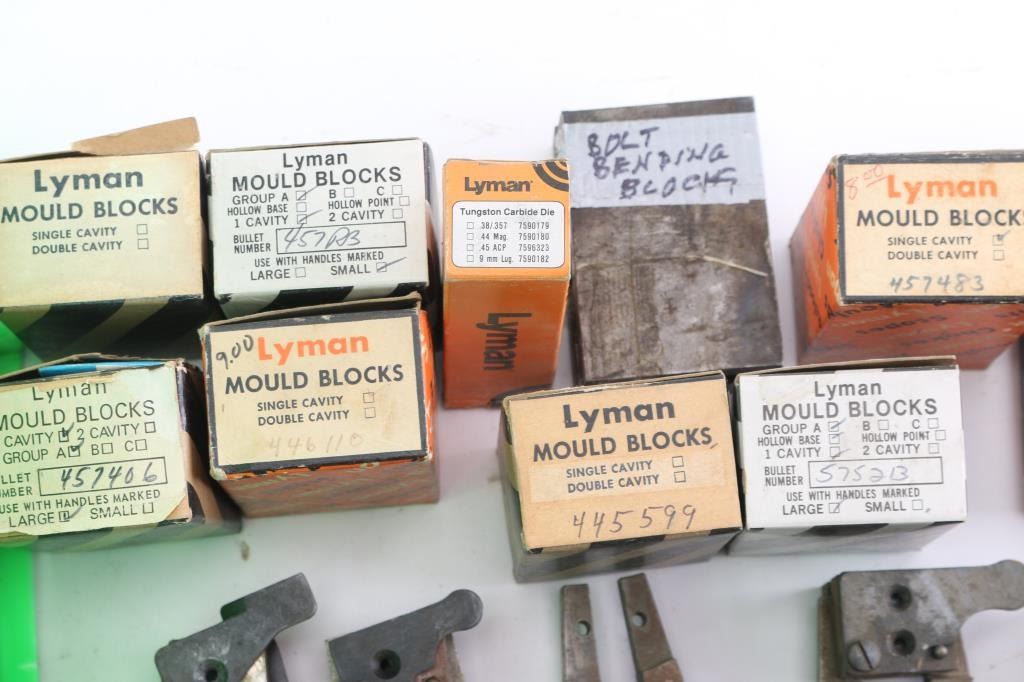 Lyman
MOULD BLOCKS
SINGLE CAVITY
DOUBLE CAVITY
Lyman
MOULD BLOCKS
GROUP A B C
HOLLOW BASE HOLLOW POINT
1 CAVITY 2 CAVITY
BULLET
NUMBER
USE WITH HANDLES MARKED
LARGE SMALL
Lyman
Tungston Carbide Die
.38/.357 7590179
.44 Mag. 7590180
.45 ACP 7596323
9 mm Lug. 7590182
Lyman
BOLT
BENDING
BLOCKS
8.00
Lyman
MOULD BLOCKS
SINGLE CAVITY
DOUBLE CAVITY
457483
Lyman
MOULD BLOCKS
CAVITY 2 CAVITY
GROUP A B C
457406
USE WITH HANDLES MARKED
LARGE SMALL
9.00
Lyman
MOULD BLOCKS
SINGLE CAVITY
DOUBLE CAVITY
446110
Lyman
MOULD BLOCKS
SINGLE CAVITY
DOUBLE CAVITY
445599
Lyman
MOULD BLOCKS
GROUP A B C
HOLLOW BASE HOLLOW POINT
1 CAVITY 2 CAVITY
BULLET
NUMBER 575213
USE WITH HANDLES MARKED
LARGE SMALL